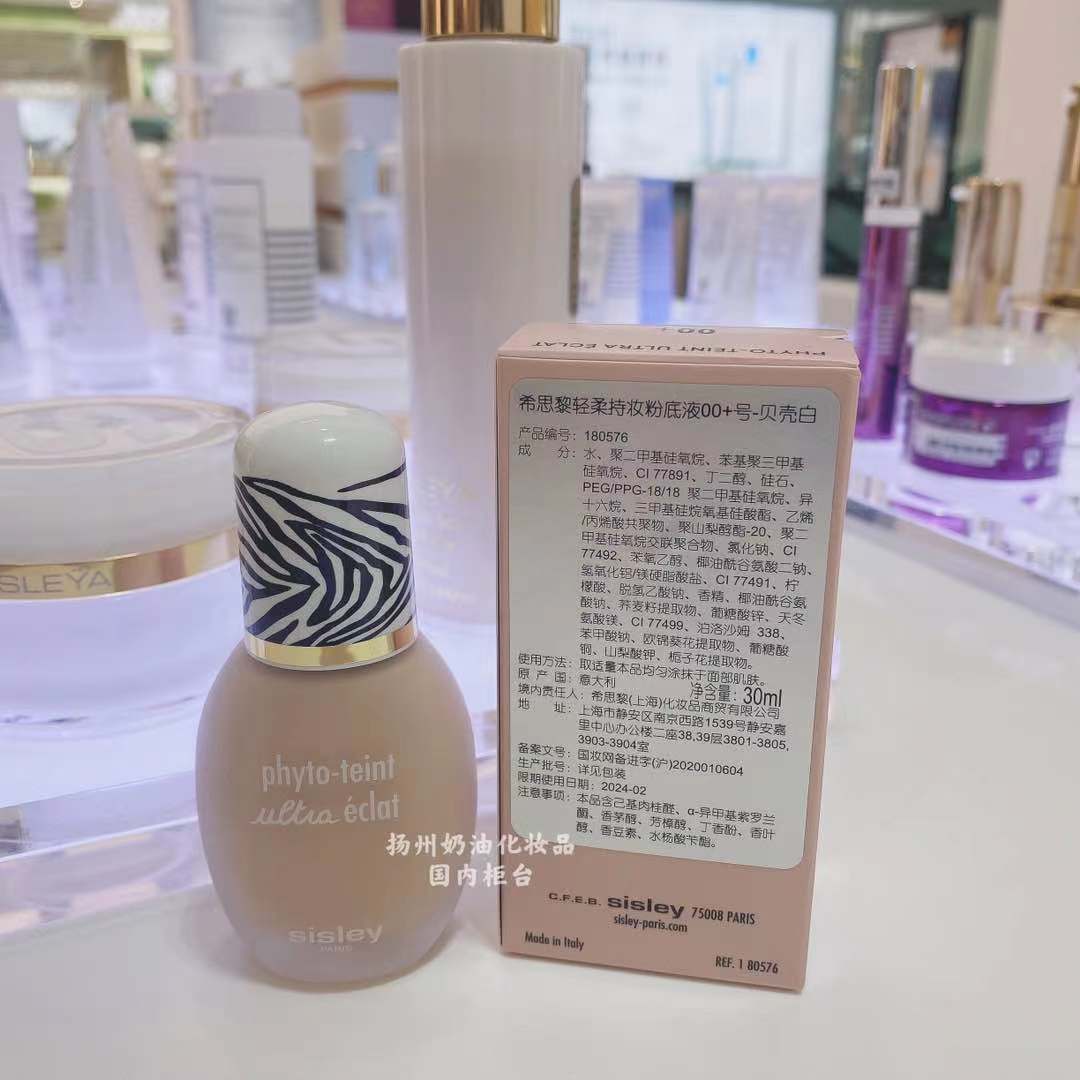 SLEŸA
phyto-teint
ultra éclat
sisley
PARIS
扬州奶油化妆品
国内柜台
00+
PHYTO-TEINT ULTRA ÉCLAT
希思黎轻柔持妆粉底液00+号-贝壳白
产品编号：180576
成 分：水、聚二甲基硅氧烷、苯基聚三甲基
硅氧烷、CI 77891、丁二醇、硅石、
PEG/PPG-18/18 聚二甲基硅氧烷、异
十六烷、三甲基硅烷氧基硅酸酯、乙烯
/丙烯酸共聚物、聚山梨醇酯-20、聚二
甲基硅氧烷交联聚合物、氯化钠、CI
77492、苯氧乙醇、椰油酰谷氨酸二钠、
氢氧化铝/镁硬脂酸盐、CI 77491、柠
檬酸、脱氢乙酸钠、香精、椰油酰谷氨
酸钠、荞麦籽提取物、葡糖酸锌、天冬
氨酸镁、CI 77499、泊洛沙姆 338、
苯甲酸钠、欧锦葵花提取物、葡糖酸
铜、山梨酸钾、栀子花提取物。
使用方法：取适量本品均匀涂抹于面部肌肤。
原 产 国：意大利 净含量：30ml
境内责任人：希思黎(上海)化妆品商贸有限公司
地 址：上海市静安区南京西路1539号静安嘉
里中心办公楼二座38,39层3801-3805,
3903-3904室
备案文号：国妆网备进字(沪)2020010604
生产批号：详见包装
限期使用日期：2024-02
注意事项：本品含己基肉桂醛、α-异甲基紫罗兰
酮、香茅醇、芳樟醇、丁香酚、香叶
醇、香豆素、水杨酸苄酯。
C.F.E.B. sisley 75008 PARIS
sisley-paris.com
Made in Italy
REF. 1 80576